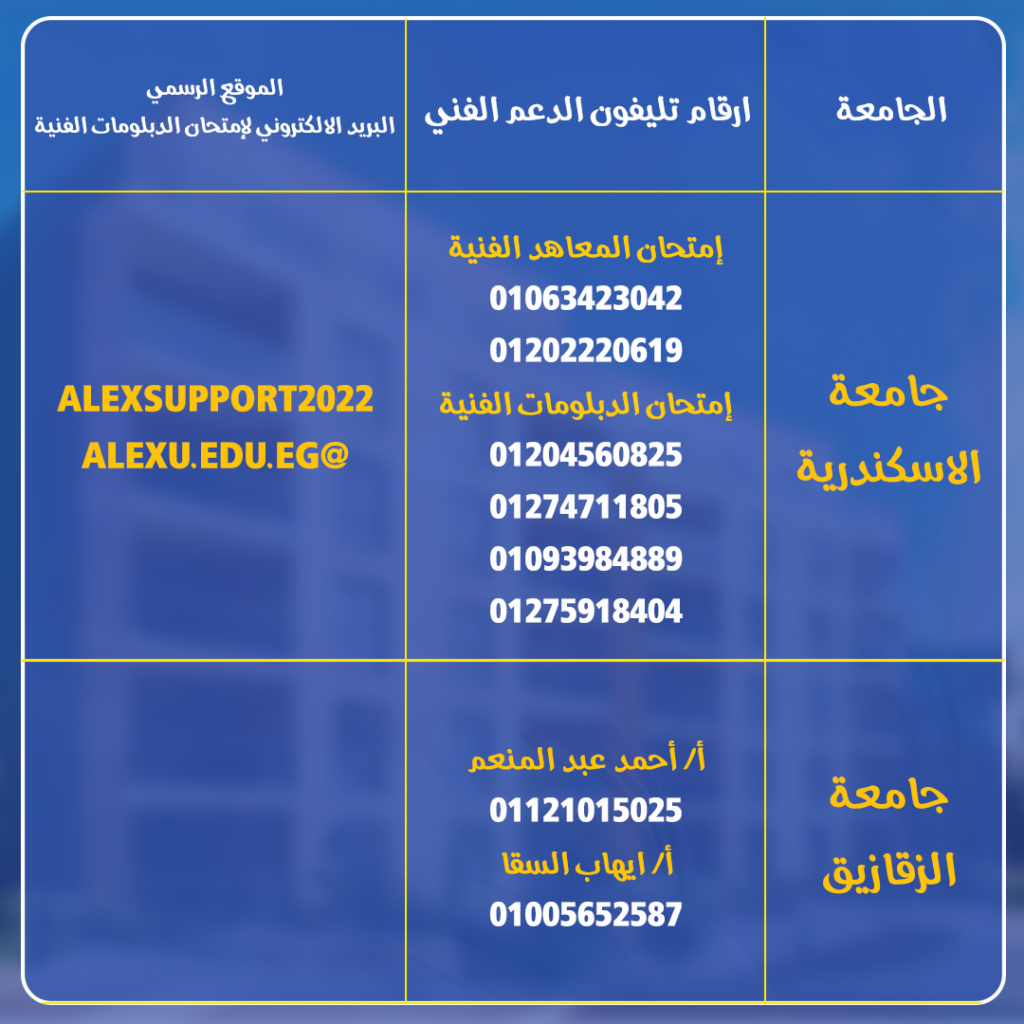 الجامعة
ارقام تليفون الدعم الفني
الموقع الرسمي
البريد الالكتروني لإمتحان الدبلومات الفنية
جامعة
الاسكندرية
إمتحان المعاهد الفنية
01063423042
01202220619
إمتحان الدبلومات الفنية
01204560825
01274711805
01093984889
01275918404
ALEXSUPPORT2022
ALEXU.EDU.EG@
جامعة
الزقازيق
أ/ أحمد عبد المنعم
01121015025
أ/ ايهاب السقا
01005652587